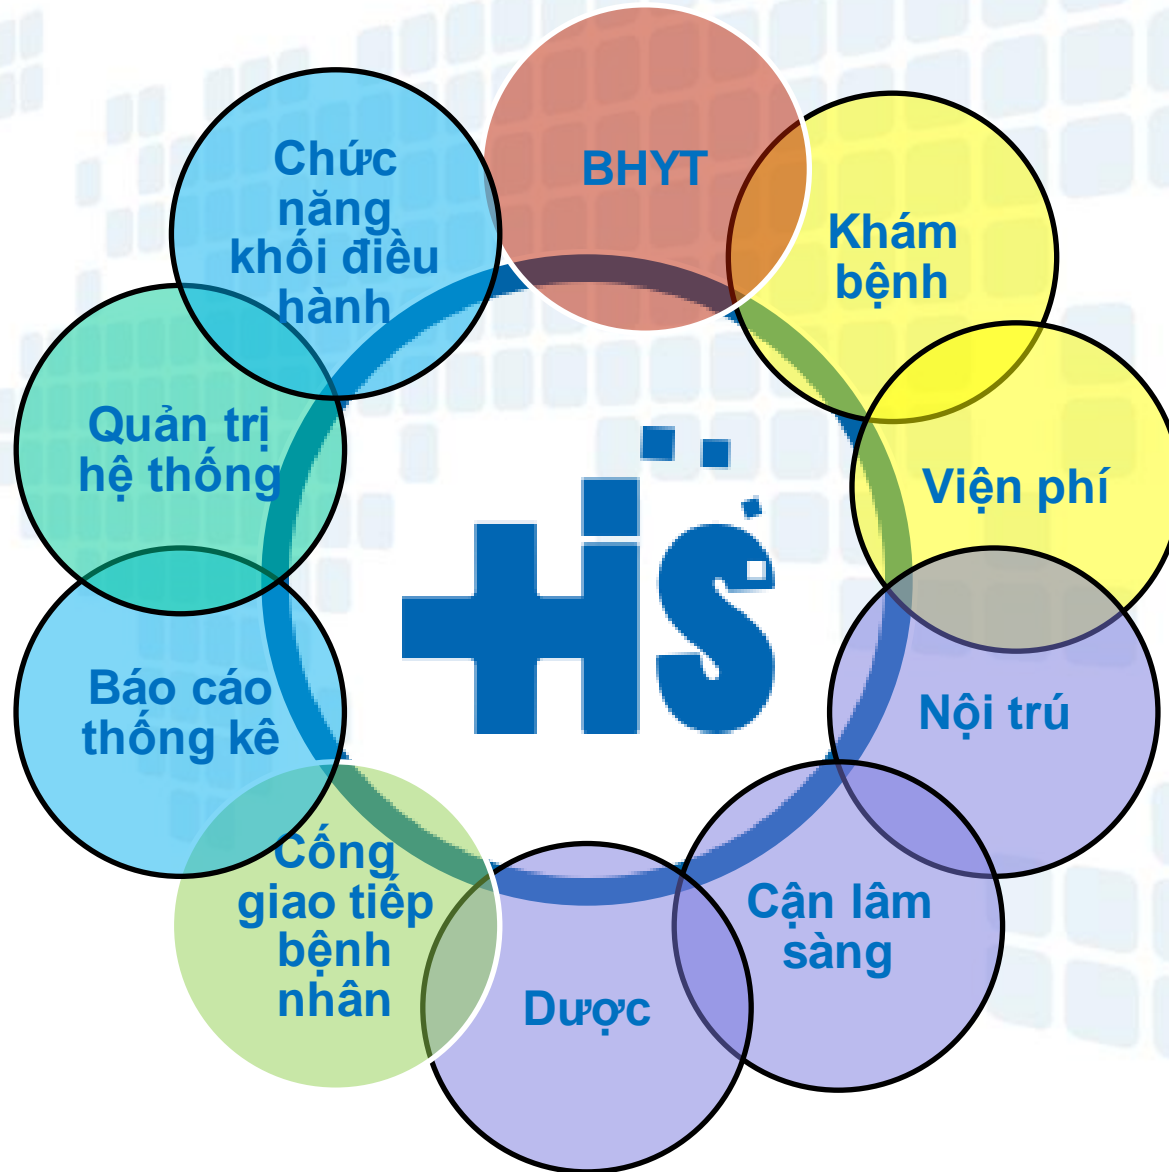 BHYT
Khám
bệnh
Viện phí
Nội trú
Cận lâm
sàng
Dược
Cổng
giao tiếp
bệnh
nhân
Báo cáo
thống kê
Quản trị
hệ thống
Chức
năng
khối điều
hành
HiS